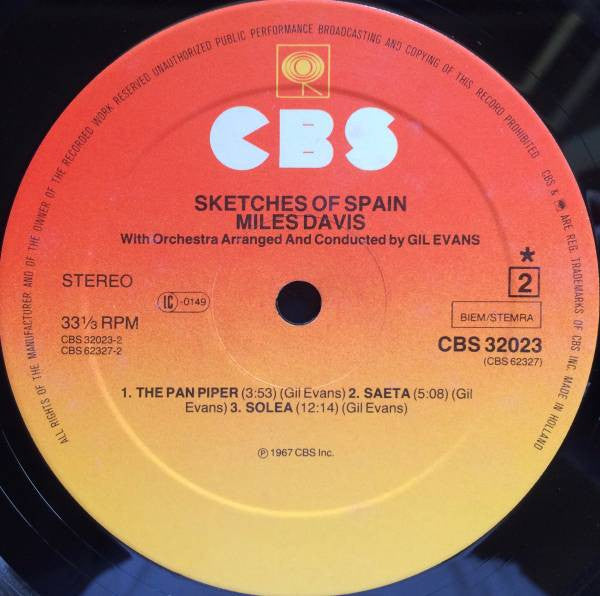 ALL RIGHTS OF THE MANUFACTURER AND OF THE OWNER OF THE RECORDED WORK RESERVED UNAUTHORIZED PUBLIC PERFORMANCE BROADCASTING AND COPYING OF THIS RECORD PROHIBITED
CBS & ARE REG. TRADEMARKS OF CBS INC. MADE IN HOLLAND
CBS
SKETCHES OF SPAIN
MILES DAVIS
With Orchestra Arranged And Conducted by GIL EVANS
STEREO
IC -0149
* 2
33⅓ RPM
CBS 32023-2
CBS 62327-2
BIEM/STEMRA
CBS 32023
(CBS 62327)
1. THE PAN PIPER (3:53) (Gil Evans) 2. SAETA (5:08) (Gil
Evans) 3. SOLEA (12:14) (Gil Evans)
℗ 1967 CBS Inc.